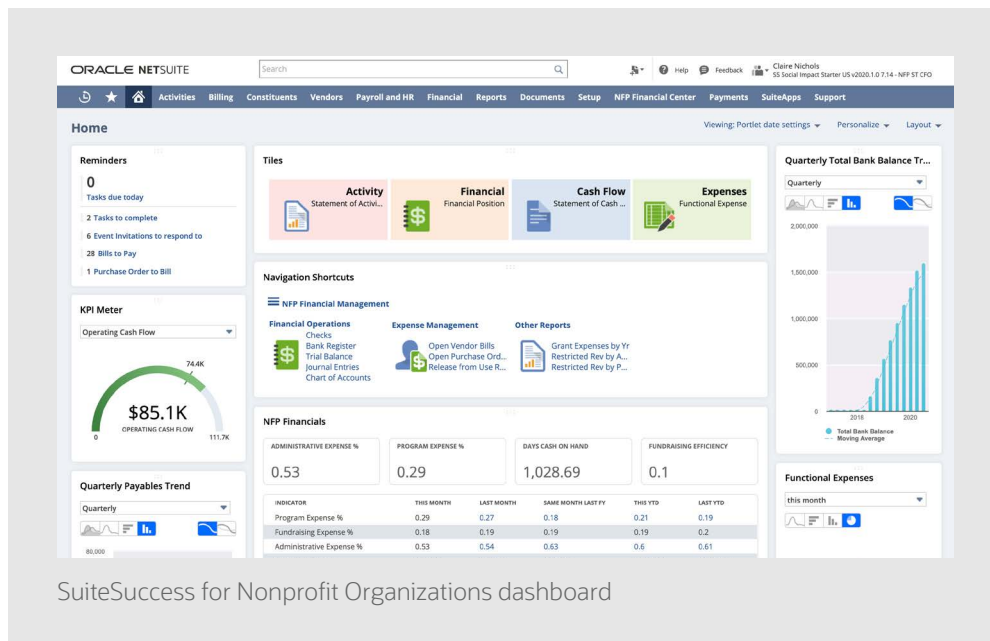 ORACLE NETSUITE
Search
Help
Feedback
Claire Nichols
SS Social Impact Starter US v2020.1.0 7.14 - NFP ST CFO
Activities Billing Constituents Vendors Payroll and HR Financial Reports Documents Setup NFP Financial Center Payments SuiteApps Support
Home
Viewing: Portlet date settings Personalize Layout
Reminders
0
Tasks due today
2 Tasks to complete
6 Event Invitations to respond to
28 Bills to Pay
1 Purchase Order to Bill
KPI Meter
Operating Cash Flow
74.4K
$85.1K
OPERATING CASH FLOW
0
111.7K
Quarterly Payables Trend
Quarterly
80,000
Tiles
Activity
Statement of Activi...
Financial
Financial Position
Cash Flow
Statement of Cash ...
Expenses
Functional Expense
Navigation Shortcuts
NFP Financial Management
Financial Operations
Checks
Bank Register
Trial Balance
Journal Entries
Chart of Accounts
Expense Management
Open Vendor Bills
Open Purchase Ord...
Release from Use R...
Other Reports
Grant Expenses by Yr
Restricted Rev by A...
Restricted Rev by P...
NFP Financials
ADMINISTRATIVE EXPENSE %
0.53
PROGRAM EXPENSE %
0.29
DAYS CASH ON HAND
1,028.69
FUNDRAISING EFFICIENCY
0.1
INDICATOR THIS MONTH LAST MONTH SAME MONTH LAST FY THIS YTD LAST YTD
Program Expense % 0.29 0.27 0.18 0.21 0.19
Fundraising Expense % 0.18 0.19 0.19 0.19 0.2
Administrative Expense % 0.53 0.54 0.63 0.6 0.61
Quarterly Total Bank Balance Tr...
Quarterly
2,000,000
1,500,000
1,000,000
500,000
0
2018 2020
Total Bank Balance
Moving Average
Functional Expenses
this month
SuiteSuccess for Nonprofit Organizations dashboard